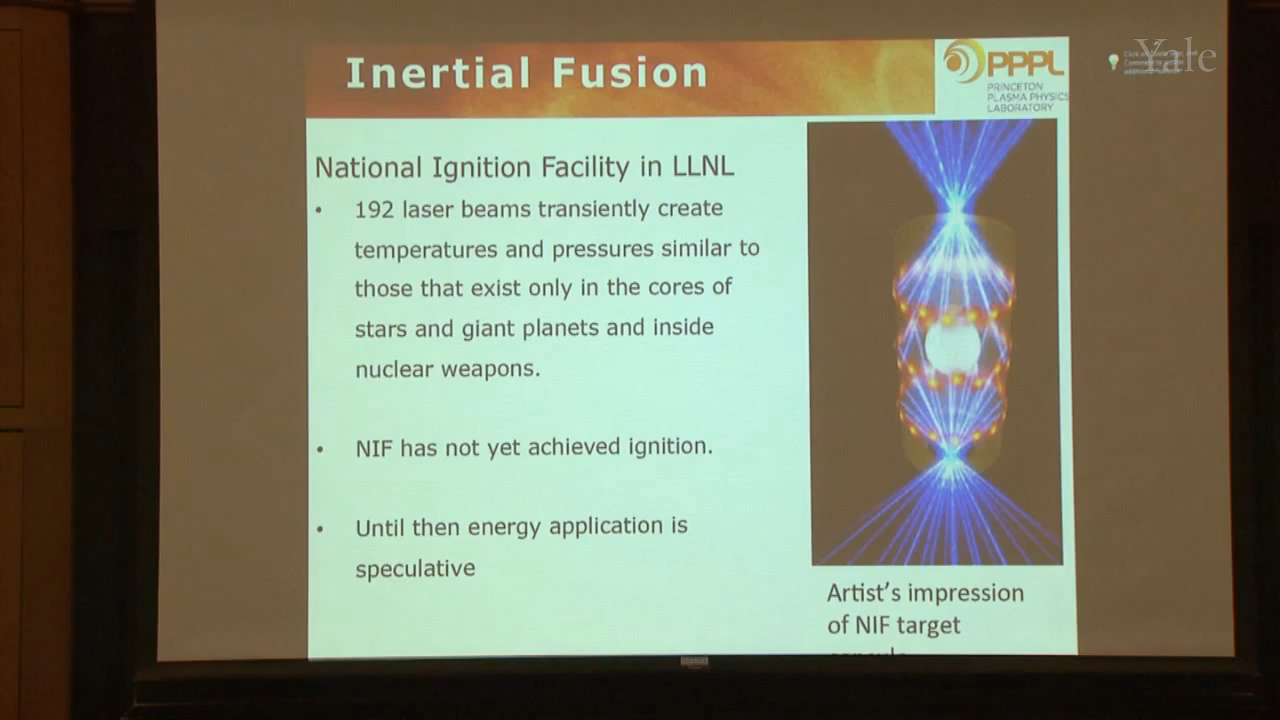 Inertial Fusion
PPPL
PRINCETON
PLASMA PHYSICS
LABORATORY
Yale
National Ignition Facility in LLNL
• 192 laser beams transiently create
temperatures and pressures similar to
those that exist only in the cores of
stars and giant planets and inside
nuclear weapons.
• NIF has not yet achieved ignition.
• Until then energy application is
speculative
Artist’s impression
of NIF target